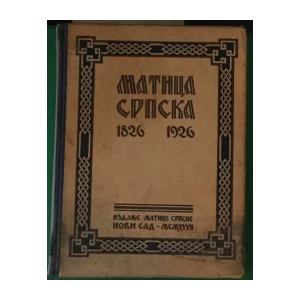 МАТИЦА
СРПСКА
1826 1926
ИЗДАЊЕ МАТИЦЕ СРПСКЕ
НОВИ САД -